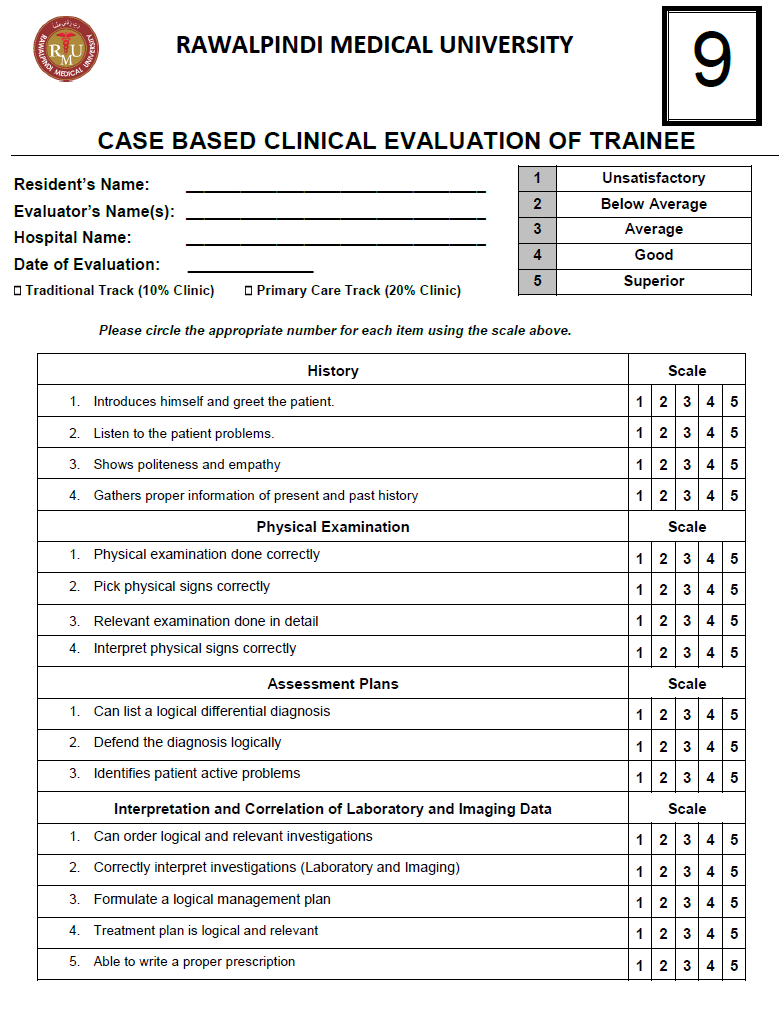 RMU
RAWALPINDI MEDICAL UNIVERSITY
RAWALPINDI MEDICAL UNIVERSITY
9
CASE BASED CLINICAL EVALUATION OF TRAINEE
Resident's Name: ___________________________________
Evaluator's Name(s): ___________________________________
Hospital Name: ___________________________________
Date of Evaluation: ______________
□ Traditional Track (10% Clinic) □ Primary Care Track (20% Clinic)
1 Unsatisfactory
2 Below Average
3 Average
4 Good
5 Superior
Please circle the appropriate number for each item using the scale above.
History Scale
1. Introduces himself and greet the patient. 1 2 3 4 5
2. Listen to the patient problems. 1 2 3 4 5
3. Shows politeness and empathy 1 2 3 4 5
4. Gathers proper information of present and past history 1 2 3 4 5
Physical Examination Scale
1. Physical examination done correctly 1 2 3 4 5
2. Pick physical signs correctly 1 2 3 4 5
3. Relevant examination done in detail 1 2 3 4 5
4. Interpret physical signs correctly 1 2 3 4 5
Assessment Plans Scale
1. Can list a logical differential diagnosis 1 2 3 4 5
2. Defend the diagnosis logically 1 2 3 4 5
3. Identifies patient active problems 1 2 3 4 5
Interpretation and Correlation of Laboratory and Imaging Data Scale
1. Can order logical and relevant investigations 1 2 3 4 5
2. Correctly interpret investigations (Laboratory and Imaging) 1 2 3 4 5
3. Formulate a logical management plan 1 2 3 4 5
4. Treatment plan is logical and relevant 1 2 3 4 5
5. Able to write a proper prescription 1 2 3 4 5